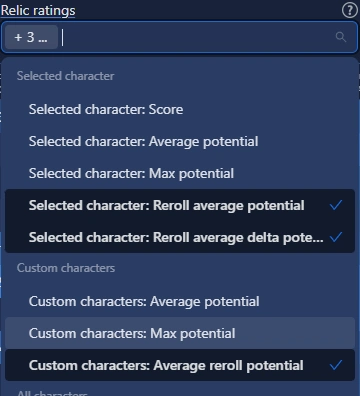 Relic ratings
+ 3 ...
Selected character
Selected character: Score
Selected character: Average potential
Selected character: Max potential
Selected character: Reroll average potential
Selected character: Reroll average delta pote...
Custom characters
Custom characters: Average potential
Custom characters: Max potential
Custom characters: Average reroll potential
All characters